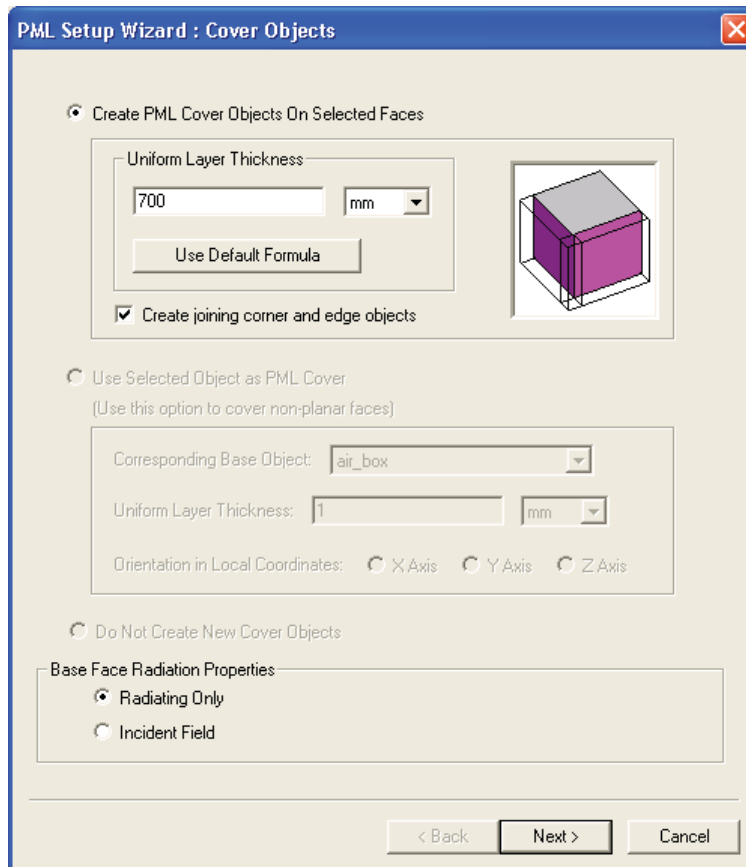 PML Setup Wizard : Cover Objects
Create PML Cover Objects On Selected Faces
Uniform Layer Thickness
700 mm
Use Default Formula
Create joining corner and edge objects
Use Selected Object as PML Cover
(Use this option to cover non-planar faces)
Corresponding Base Object: air_box
Uniform Layer Thickness: 1 mm
Orientation in Local Coordinates: X Axis Y Axis Z Axis
Do Not Create New Cover Objects
Base Face Radiation Properties
Radiating Only
Incident Field
< Back Next > Cancel